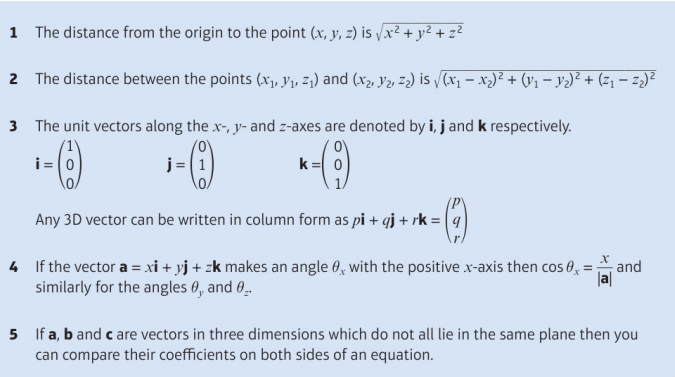 1 The distance from the origin to the point (x, y, z) is √(x² + y² + z²)
2 The distance between the points (x₁, y₁, z₁) and (x₂, y₂, z₂) is √((x₁ − x₂)² + (y₁ − y₂)² + (z₁ − z₂)²)
3 The unit vectors along the x-, y- and z-axes are denoted by i, j and k respectively.
i = (1 0 0) j = (0 1 0) k = (0 0 1)
Any 3D vector can be written in column form as pi + qj + rk = (p q r)
4 If the vector a = xi + yj + zk makes an angle θₓ with the positive x-axis then cos θₓ = x/|a| and
similarly for the angles θ_y and θ_z.
5 If a, b and c are vectors in three dimensions which do not all lie in the same plane then you
can compare their coefficients on both sides of an equation.